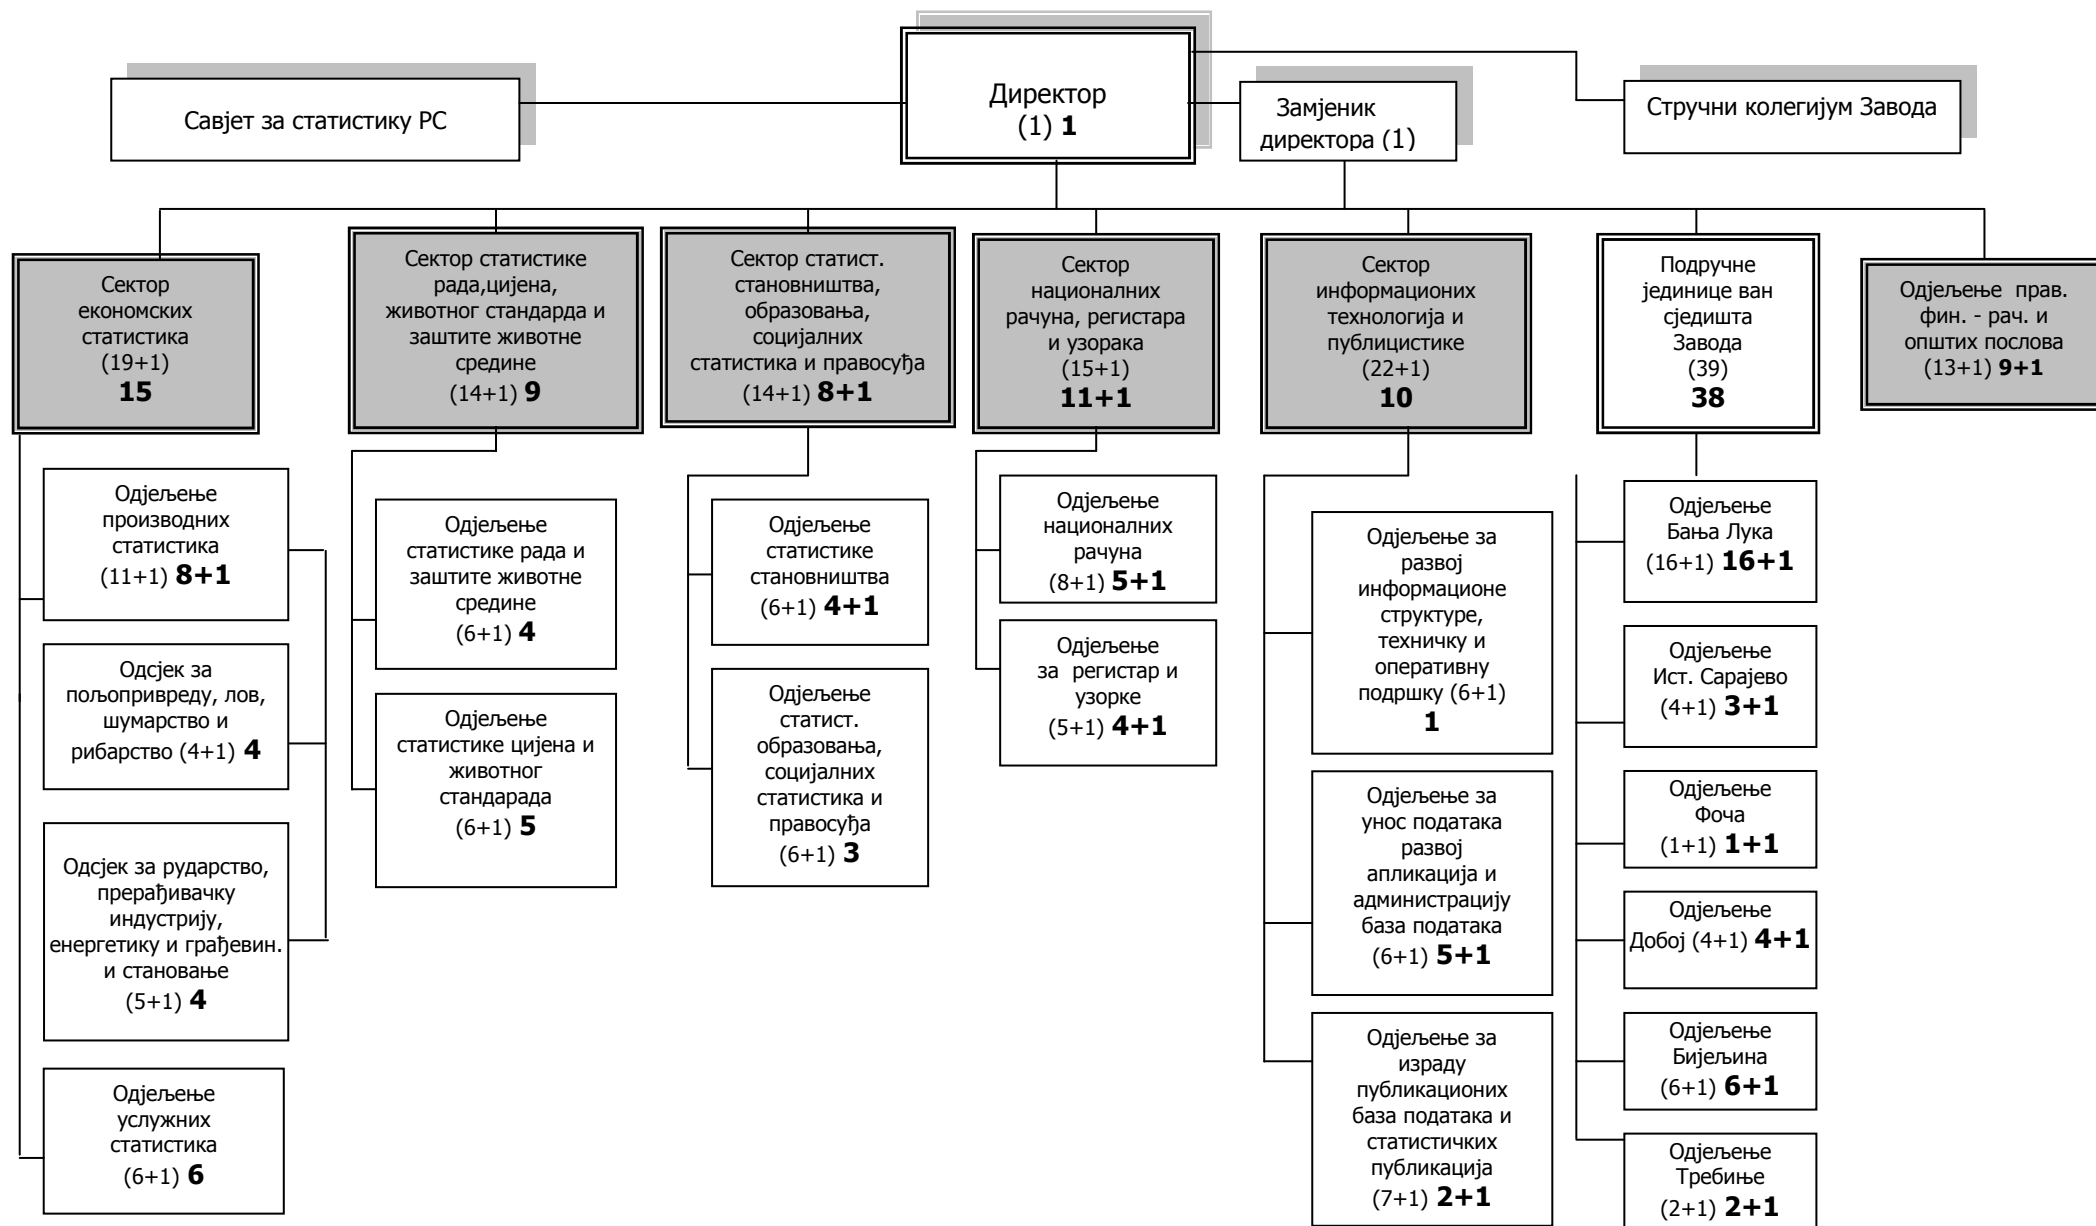 Савјет за статистику РС
Директор
(1) 1
Замјеник
директора (1)
Стручни колегијум Завода
Сектор
економских
статистика
(19+1)
15
Сектор статистике
рада,цијена,
животног стандарда и
заштите животне
средине
(14+1) 9
Сектор статист.
становништва,
образовања,
социјалних
статистика и правосуђа
(14+1) 8+1
Сектор
националних
рачуна, регистара
и узорака
(15+1)
11+1
Сектор
информационих
технологија и
публицистике
(22+1)
10
Подручне
јединице ван
сједишта
Завода
(39)
38
Одјељење прав.
фин. - рач. и
општих послова
(13+1) 9+1
Одјељење
производних
статистика
(11+1) 8+1
Одсјек за
пољопривреду, лов,
шумарство и
рибарство (4+1) 4
Одсјек за рударство,
прерађивачку
индустрију,
енергетику и грађевин.
и становање
(5+1) 4
Одјељење
услужних
статистика
(6+1) 6
Одјељење
статистике рада и
заштите животне
средине
(6+1) 4
Одјељење
статистике цијена и
животног
стандарада
(6+1) 5
Одјељење
статистике
становништва
(6+1) 4+1
Одјељење
статист.
образовања,
социјалних
статистика и
правосуђа
(6+1) 3
Одјељење
националних
рачуна
(8+1) 5+1
Одјељење
за регистар и
узорке
(5+1) 4+1
Одјељење за
развој
информационе
структуре,
техничку и
оперативну
подршку (6+1)
1
Одјељење за
унос података
развој
апликација и
администрацију
база података
(6+1) 5+1
Одјељење за
израду
публикационих
база података и
статистичких
публикација
(7+1) 2+1
Одјељење
Бања Лука
(16+1) 16+1
Одјељење
Ист. Сарајево
(4+1) 3+1
Одјељење
Фоча
(1+1) 1+1
Одјељење
Добој (4+1) 4+1
Одјељење
Бијељина
(6+1) 6+1
Одјељење
Требиње
(2+1) 2+1